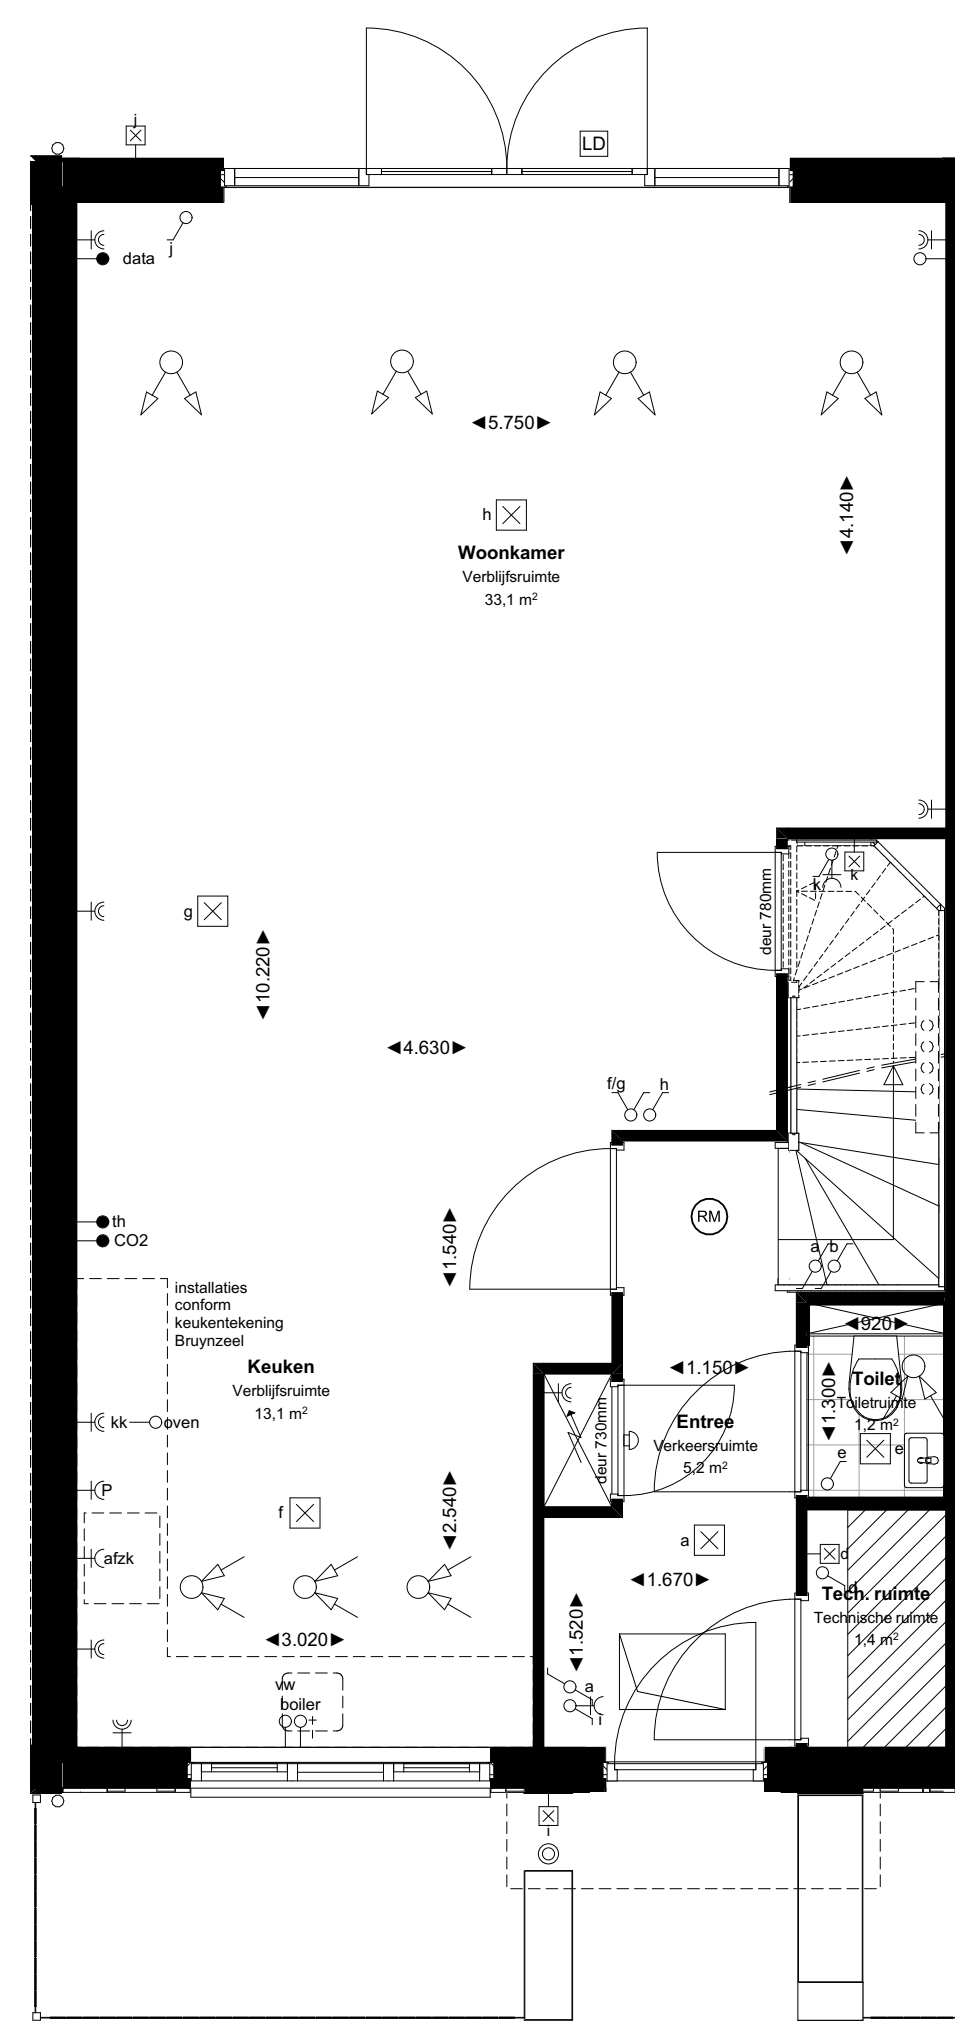 j
LD
j
data
5.750
4.140
h
Woonkamer
Verblijfsruimte
33,1 m²
k
k
deur 780mm
g
10.220
4.630
f/g
h
th
CO2
1.540
RM
a
b
installaties
conform
keukentekening
Bruynzeel
920
Keuken
Verblijfsruimte
13,1 m²
1.150
1.300
Toilet
Toiletruimte
1,2 m²
kk
oven
deur 730mm
Entree
Verkeersruimte
5,2 m²
e
e
P
2.540
f
a
d
afzk
1.670
d
Tech. ruimte
Technische ruimte
1,4 m²
3.020
1.520
vw
boiler
a
i
i